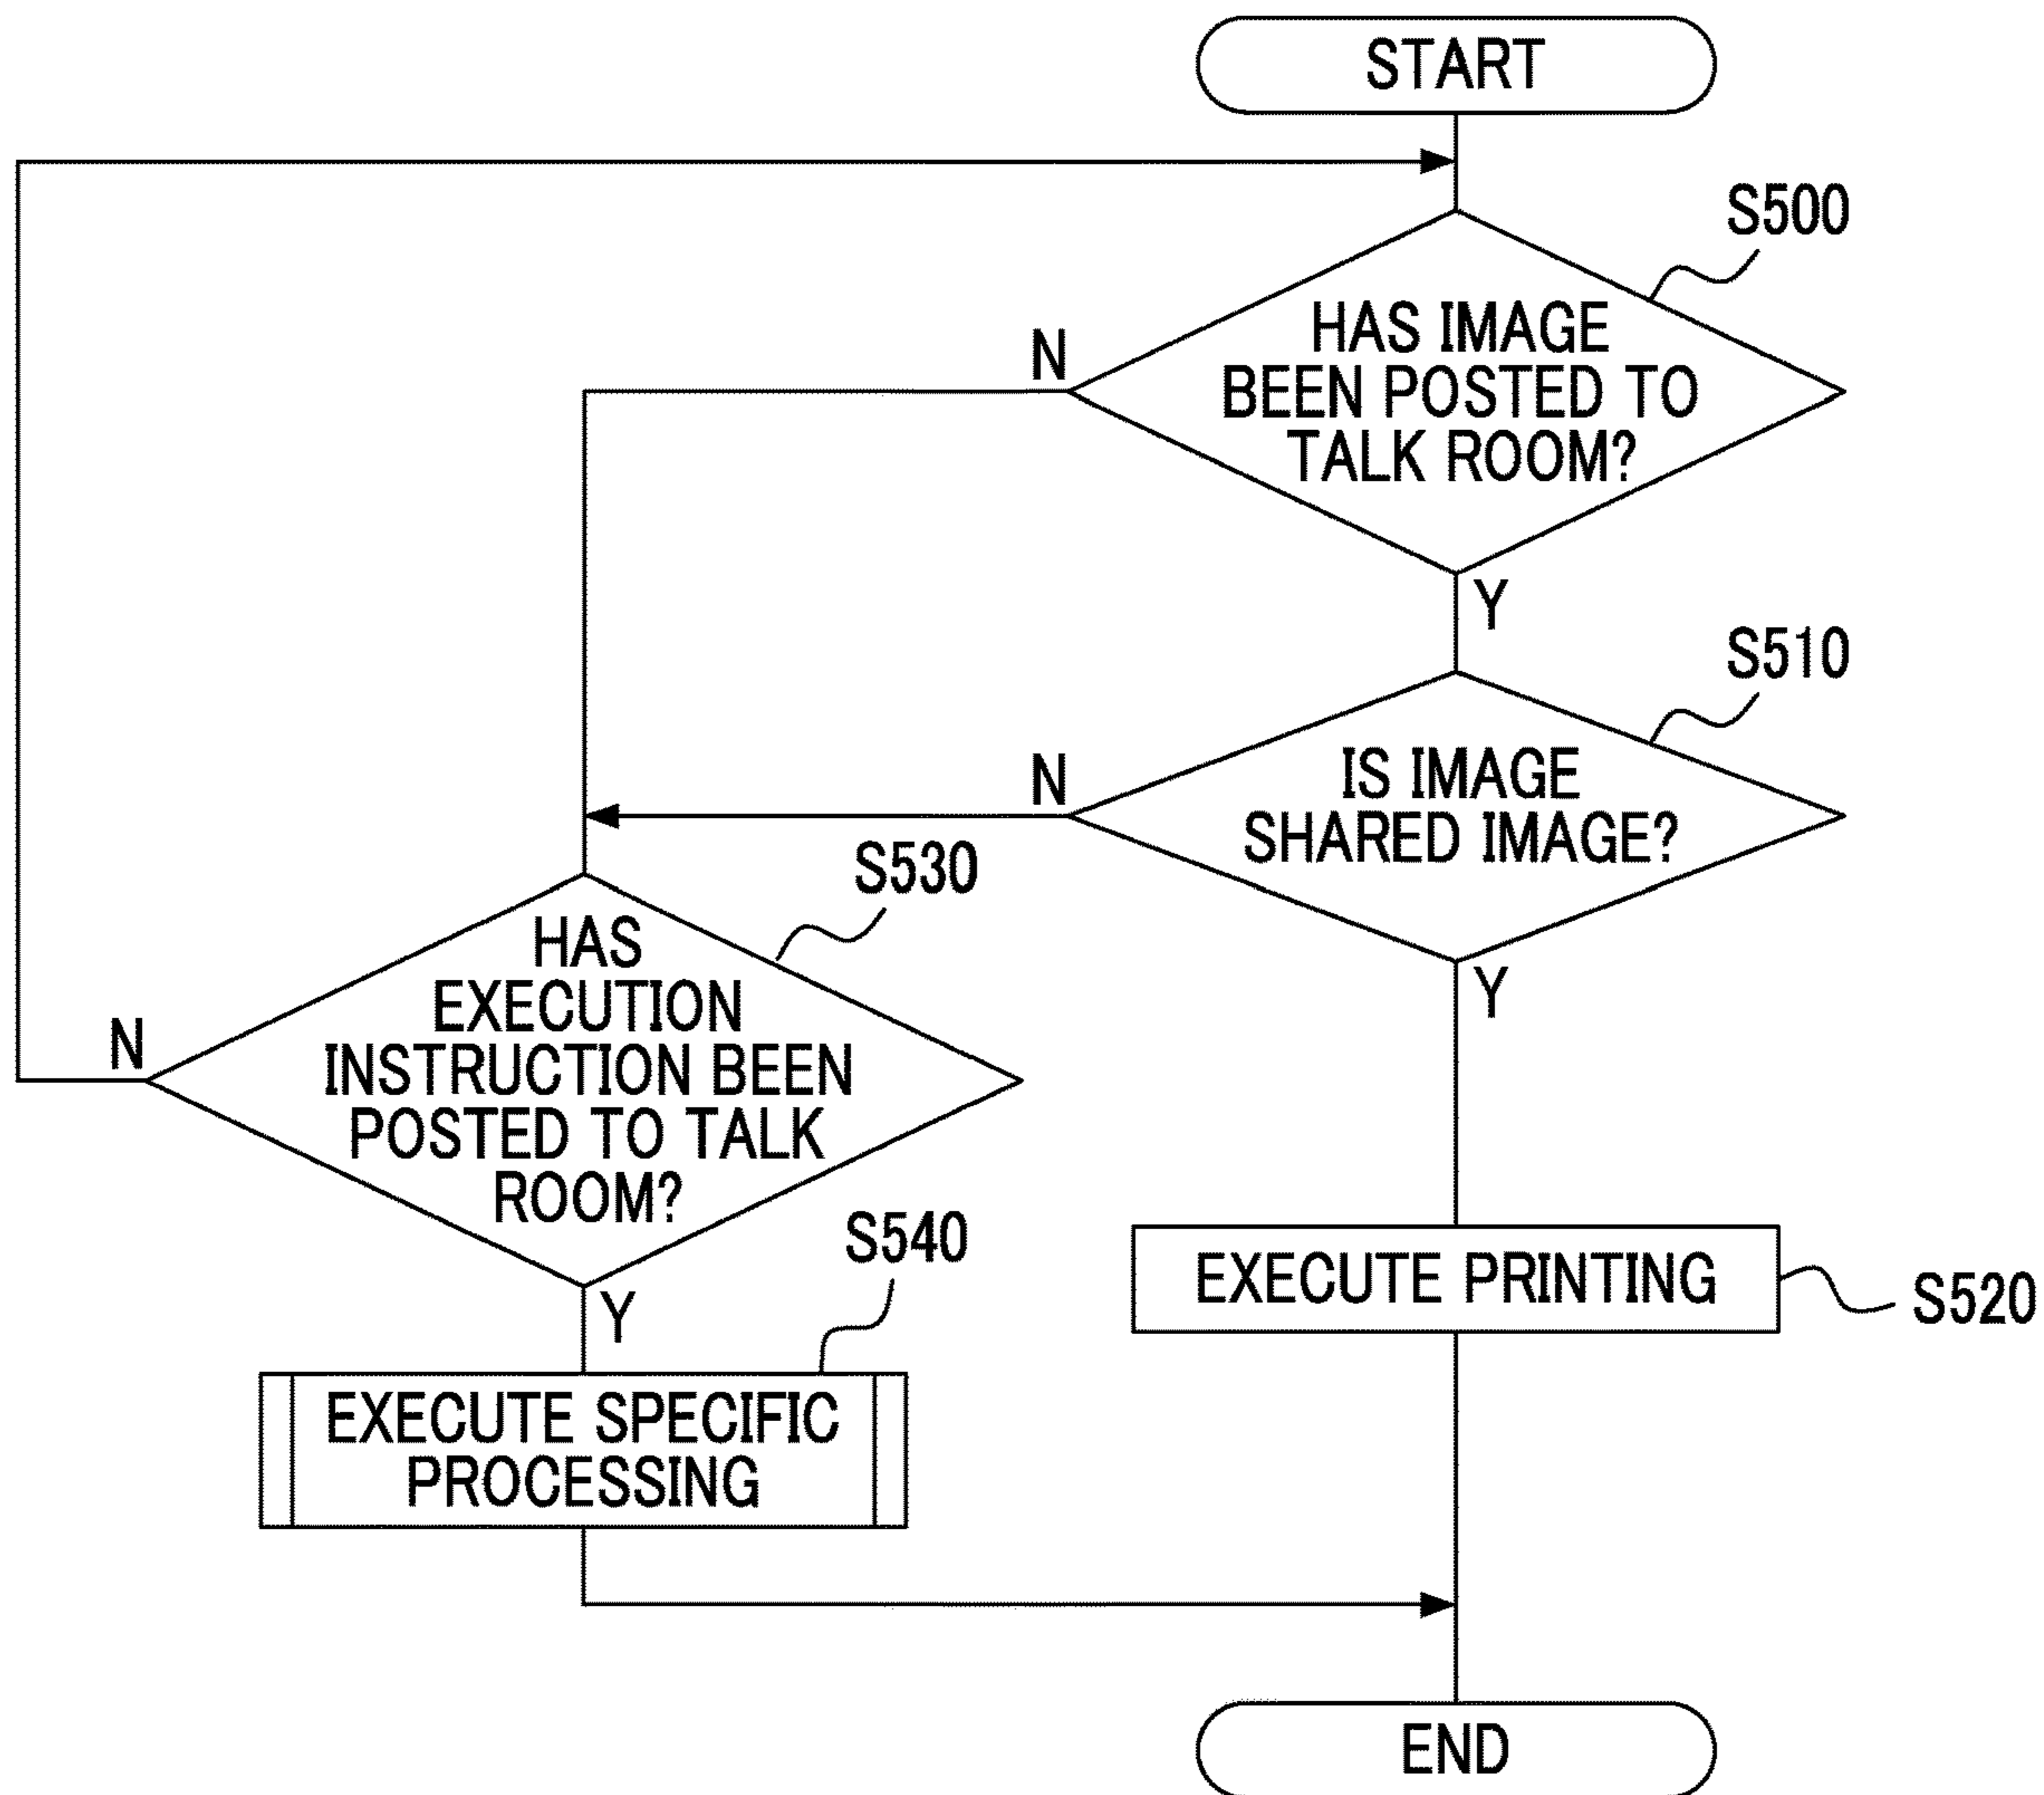 START
S500
HAS IMAGE
BEEN POSTED TO
TALK ROOM?
N
Y
S510
IS IMAGE
SHARED IMAGE?
N
Y
S530
HAS
EXECUTION
INSTRUCTION BEEN
POSTED TO TALK
ROOM?
N
Y
S540
EXECUTE SPECIFIC
PROCESSING
EXECUTE PRINTING
S520
END